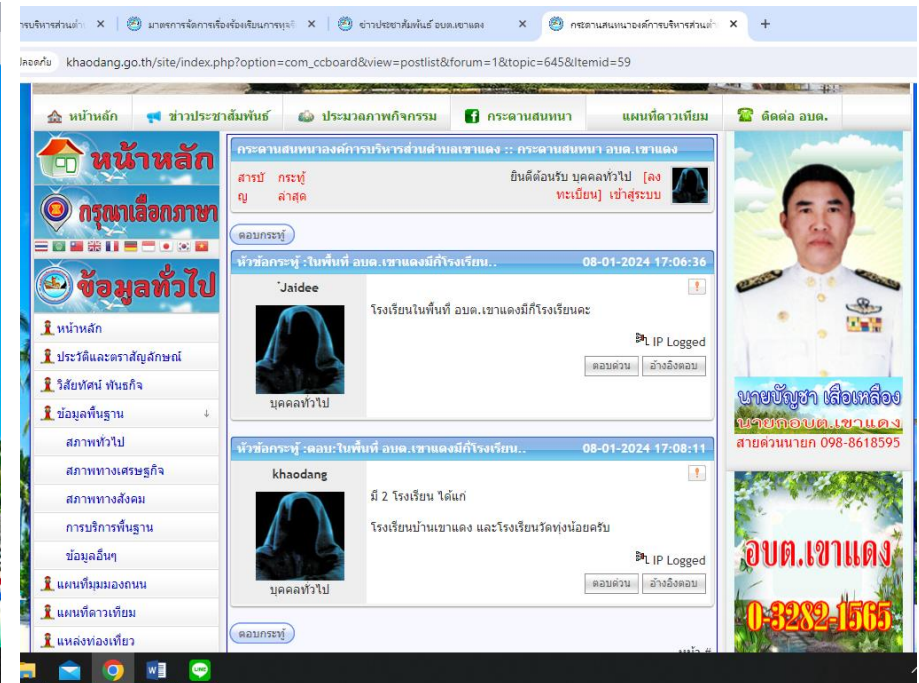 ารบริหารส่วนตำ
มาตรการจัดการเรื่องร้องเรียนการทุจริ
ข่าวประชาสัมพันธ์ อบต.เขาแดง
กระดานสนทนาองค์การบริหารส่วนตำ
ปลอดภัย khaodang.go.th/site/index.php?option=com_ccboard&view=postlist&forum=1&topic=645&Itemid=59
หน้าหลัก ข่าวประชาสัมพันธ์ ประมวลภาพกิจกรรม กระดานสนทนา แผนที่ดาวเทียม ติดต่อ อบต.
หน้าหลัก
กรุณาเลือกภาษา
ข้อมูลทั่วไป
หน้าหลัก
ประวัติและตราสัญลักษณ์
วิสัยทัศน์ พันธกิจ
ข้อมูลพื้นฐาน
สภาพทั่วไป
สภาพทางเศรษฐกิจ
สภาพทางสังคม
การบริการพื้นฐาน
ข้อมูลอื่นๆ
แผนที่มุมมองถนน
แผนที่ดาวเทียม
แหล่งท่องเที่ยว
กระดานสนทนาองค์การบริหารส่วนตำบลเขาแดง :: กระดานสนทนา อบต.เขาแดง
สารบั กระทู้
ญ ล่าสุด
ยินดีต้อนรับ บุคคลทั่วไป [ลง
ทะเบียน] เข้าสู่ระบบ
ตอบกระทู้
หัวข้อกระทู้ :ในพื้นที่ อบต.เขาแดงมีกี่โรงเรียน.. 08-01-2024 17:06:36
ํJaidee
โรงเรียนในพื้นที่ อบต.เขาแดงมีกี่โรงเรียนคะ
IP Logged
ตอบด่วน อ้างอิงตอบ
บุคคลทั่วไป
หัวข้อกระทู้ :ตอบ:ในพื้นที่ อบต.เขาแดงมีกี่โรงเรียน.. 08-01-2024 17:08:11
khaodang
มี 2 โรงเรียน ได้แก่
โรงเรียนบ้านเขาแดง และโรงเรียนวัดทุ่งน้อยครับ
IP Logged
ตอบด่วน อ้างอิงตอบ
บุคคลทั่วไป
ตอบกระทู้
หน้า #
นายบัญชา เสือเหลือง
นายกอบต.เขาแดง
สายด่วนนายก 098-8618595
อบต.เขาแดง
0-3282-1565